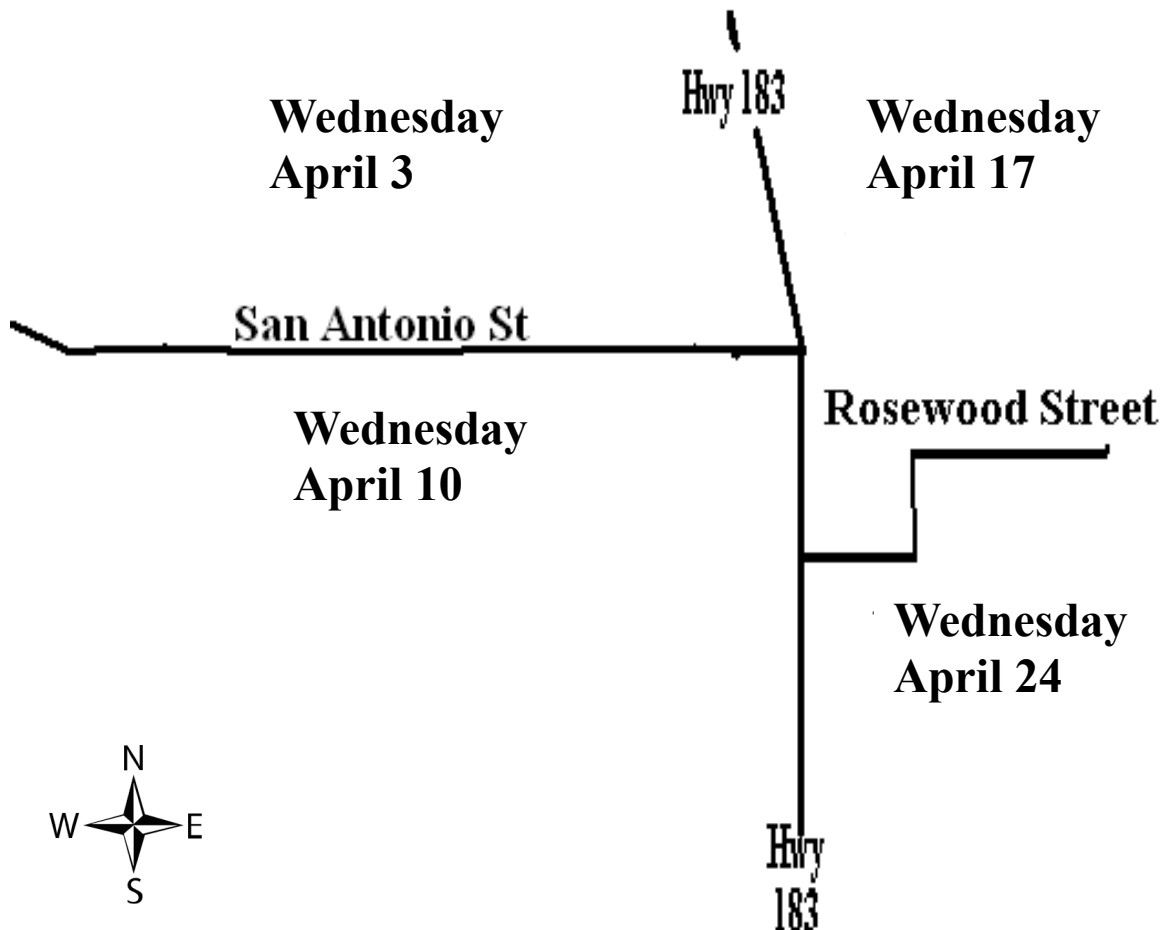 Hwy 183
Wednesday
April 3
Wednesday
April 17
San Antonio St
Rosewood Street
Wednesday
April 10
Wednesday
April 24
N
W E
S
Hwy
183